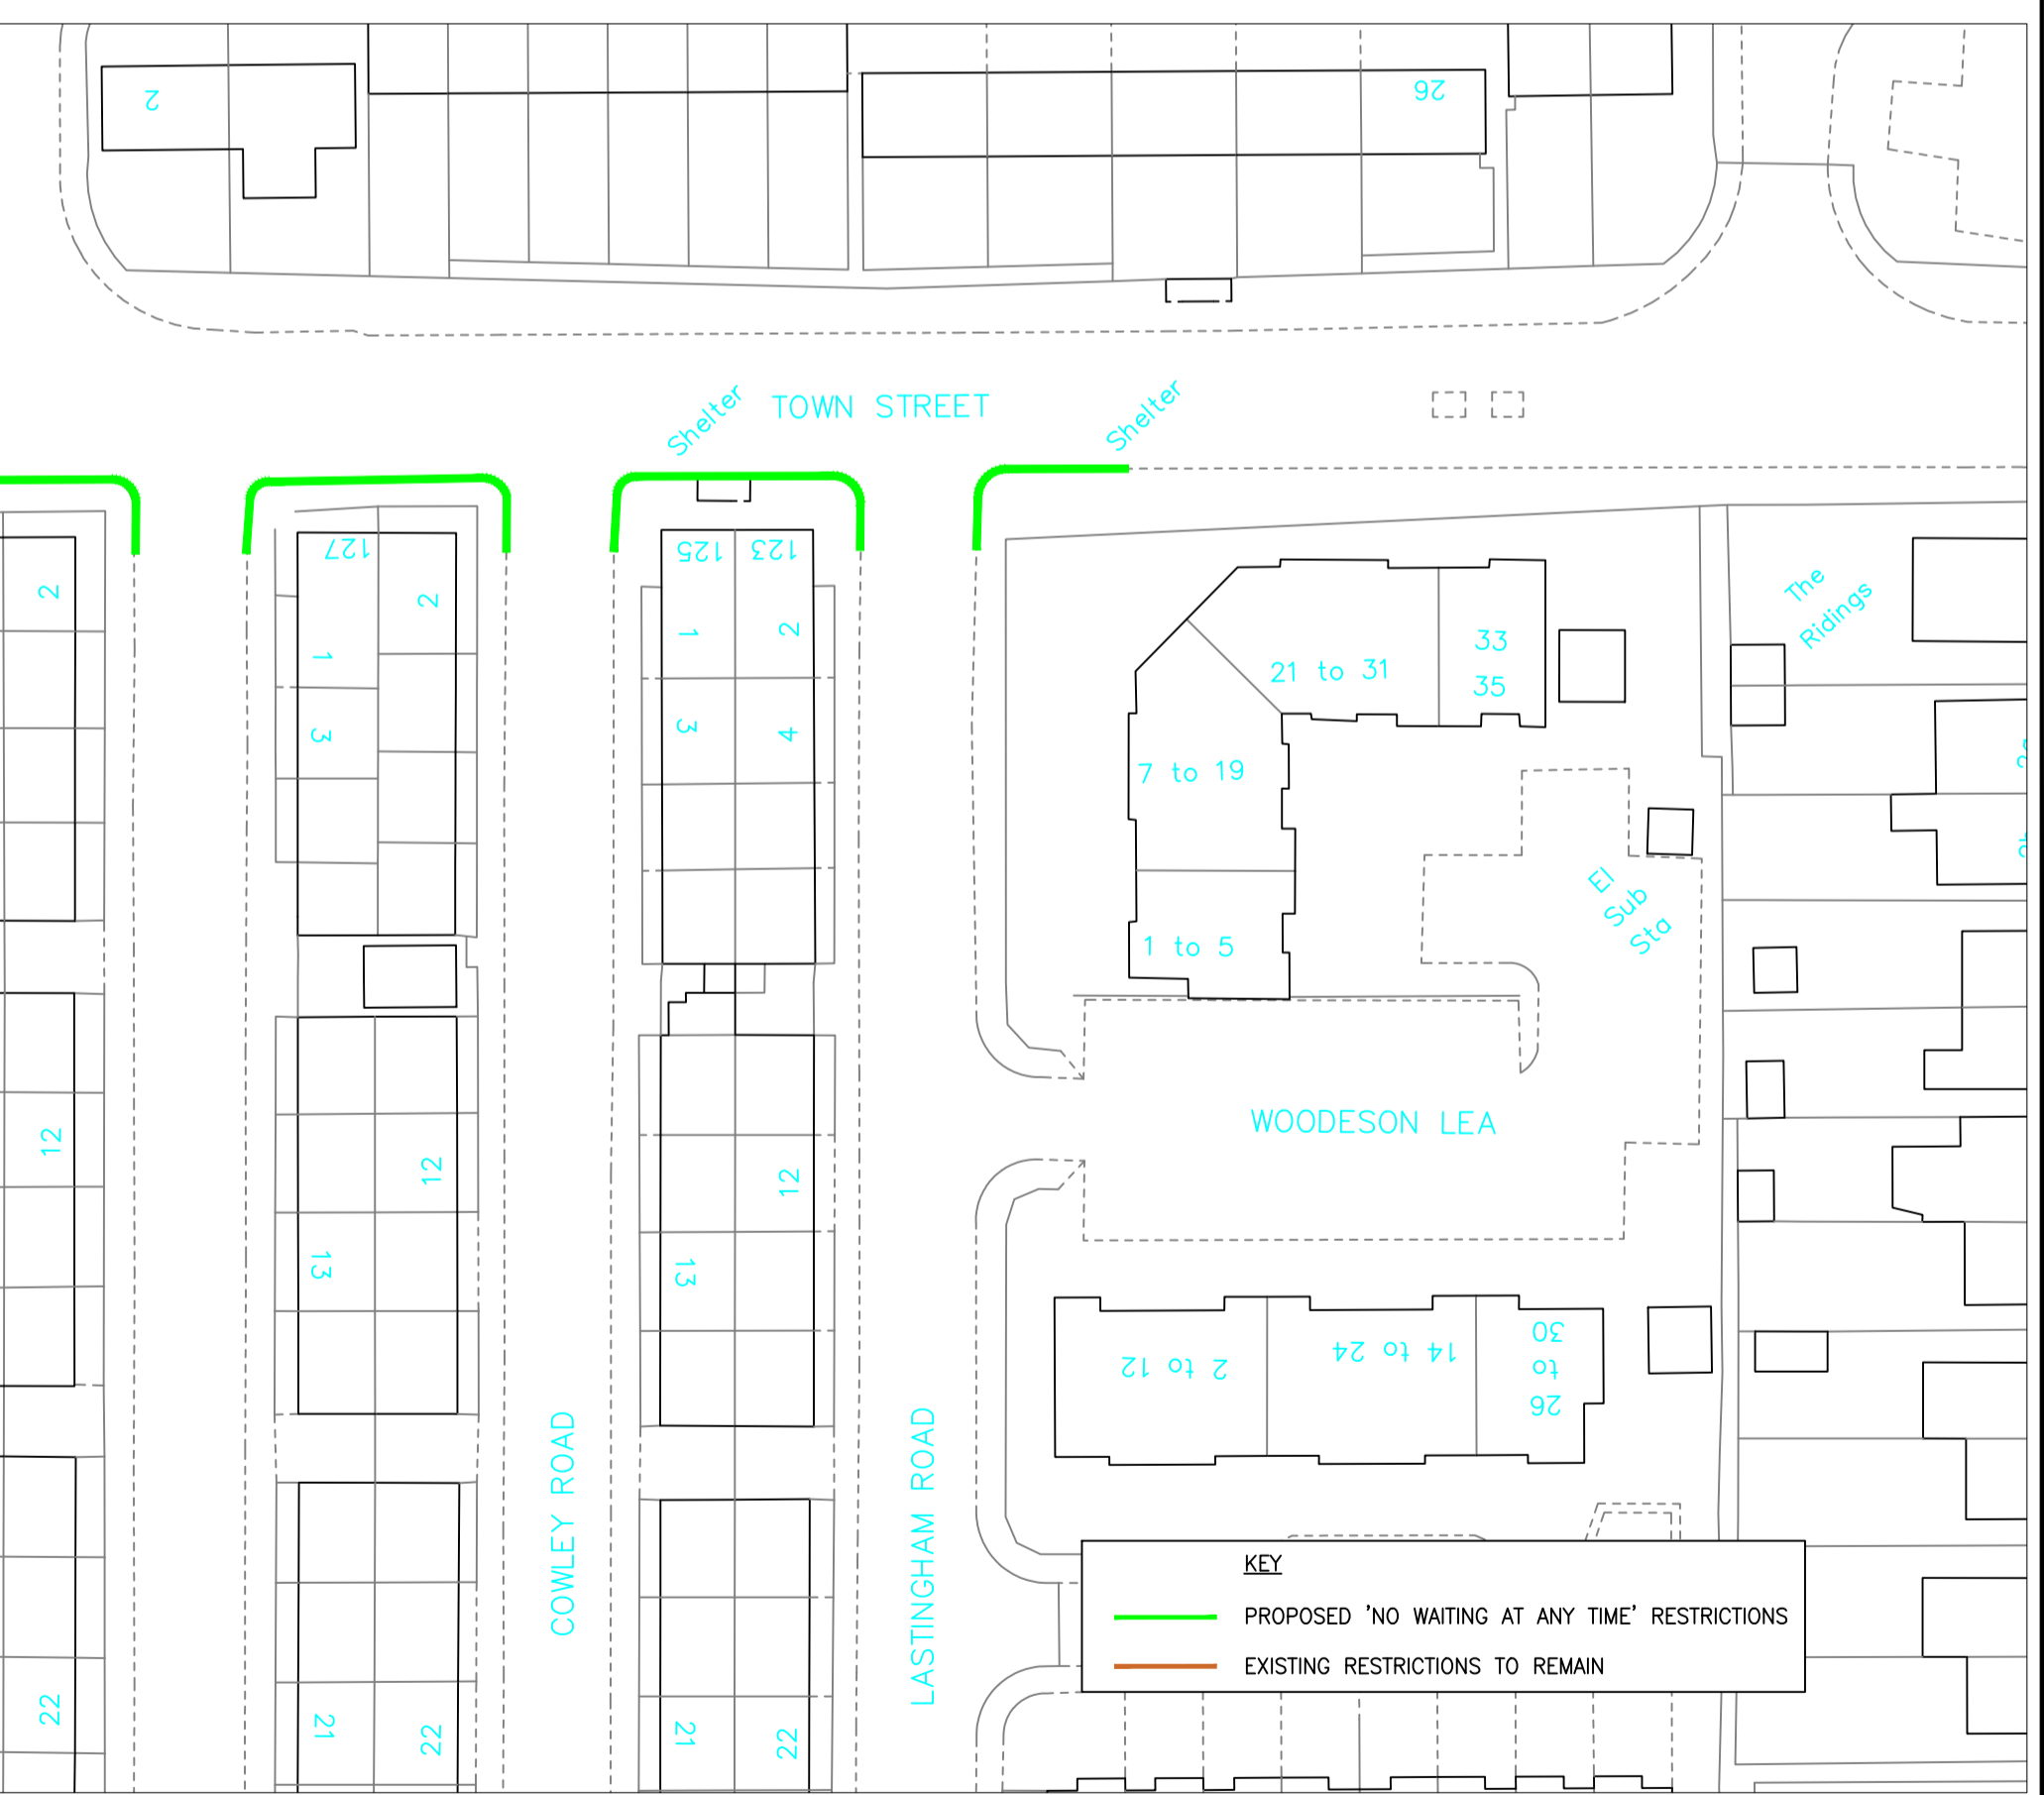 2
26
Shelter
TOWN STREET
Shelter
127
125
123
2
2
1
3
1
2
3
4
The
Ridings
21 to 31
33
35
7 to 19
1 to 5
El
Sub
Sta
WOODESON LEA
12
12
12
13
13
2 to 12
14 to 24
30
to
26
COWLEY ROAD
LASTINGHAM ROAD
22
21
22
21
22
KEY
PROPOSED 'NO WAITING AT ANY TIME' RESTRICTIONS
EXISTING RESTRICTIONS TO REMAIN